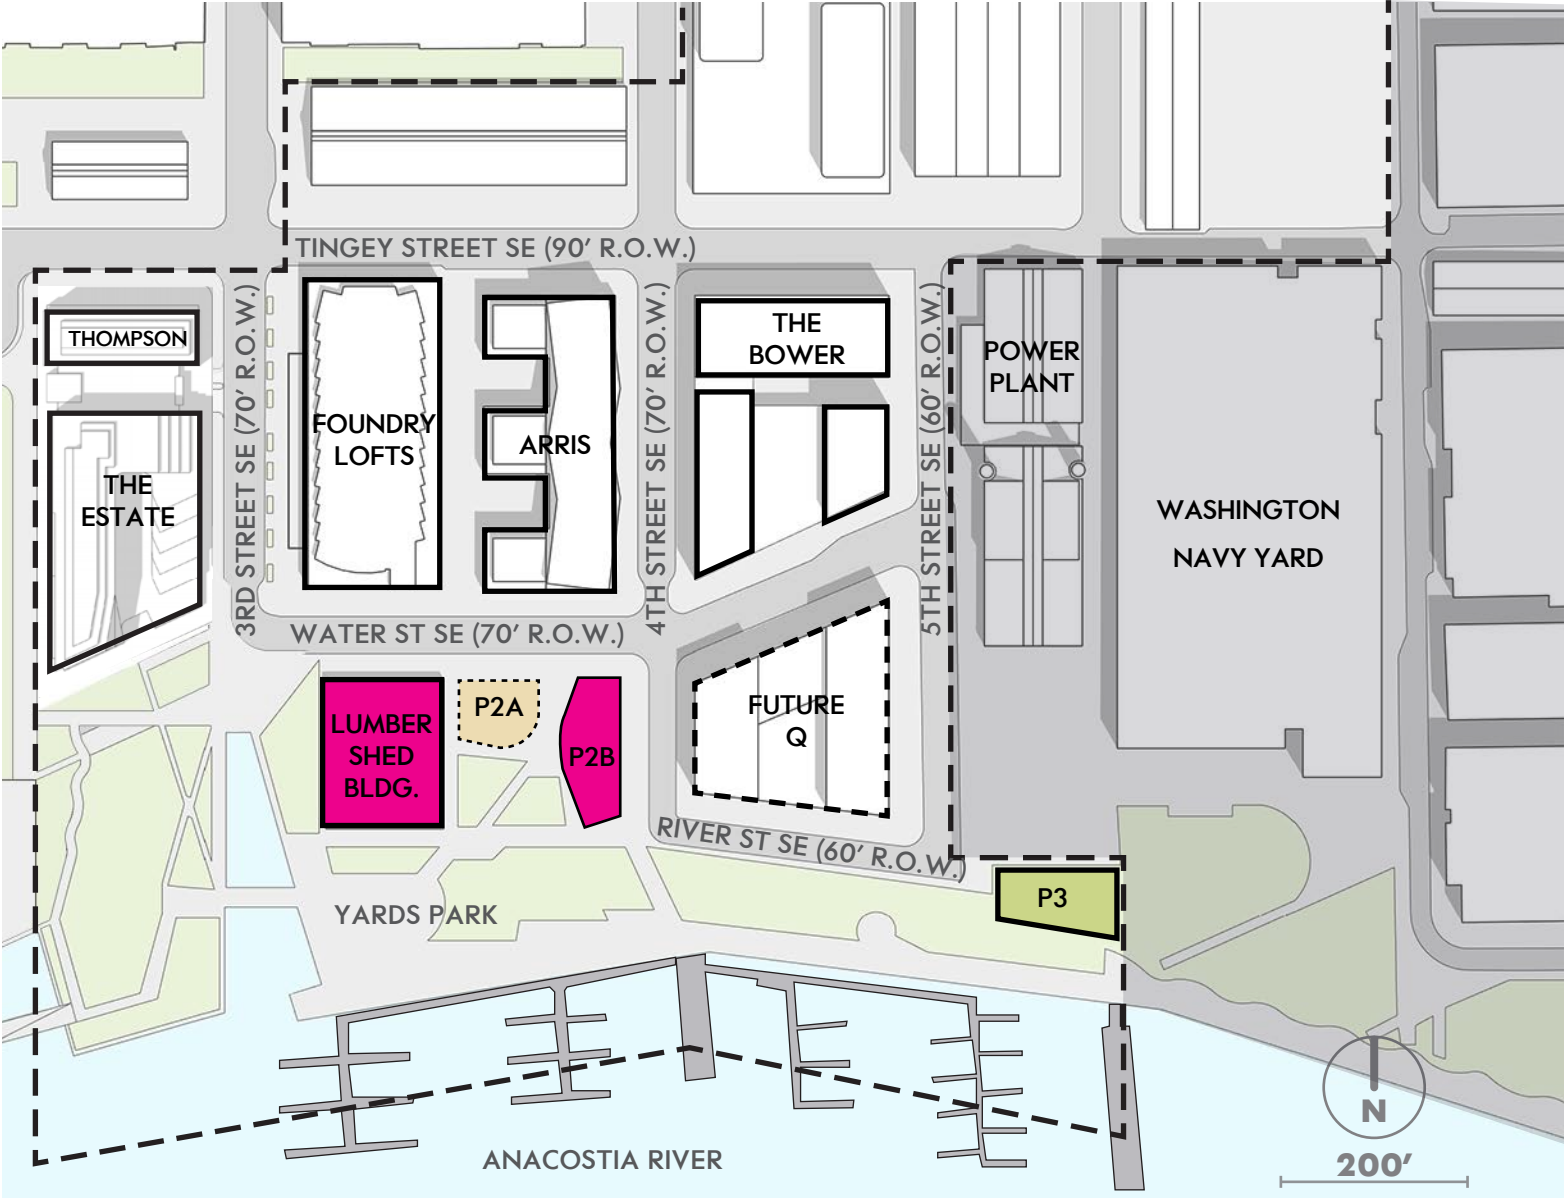 TINGEY STREET SE (90′ R.O.W.)
THOMPSON
3RD STREET SE (70′ R.O.W.)
FOUNDRY
LOFTS
ARRIS
4TH STREET SE (70′ R.O.W.)
THE
BOWER
5TH STREET SE (60′ R.O.W.)
POWER
PLANT
THE
ESTATE
WASHINGTON
NAVY YARD
WATER ST SE (70′ R.O.W.)
LUMBER
SHED
BLDG.
P2A
P2B
FUTURE
Q
RIVER ST SE (60′ R.O.W.)
P3
YARDS PARK
ANACOSTIA RIVER
N
200′